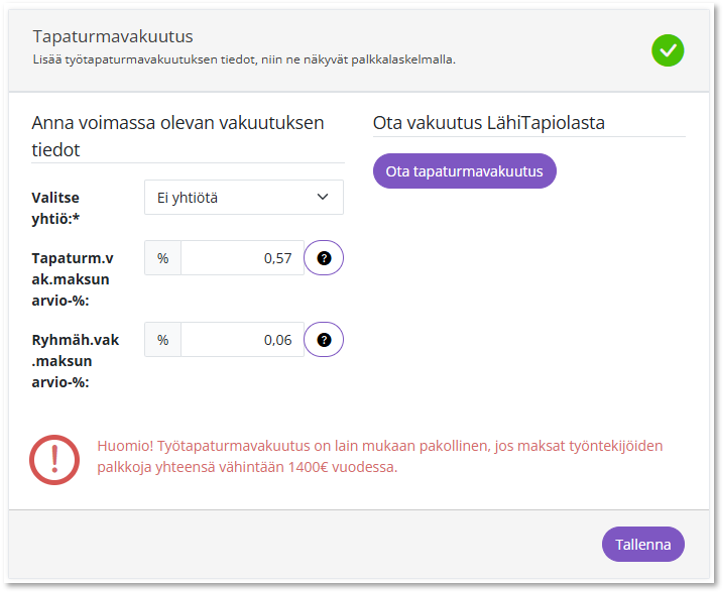 Tapaturmavakuutus
Lisää työtapaturmavakuutuksen tiedot, niin ne näkyvät palkkalaskelmalla.
Anna voimassa olevan vakuutuksen
tiedot
Valitse
yhtiö:*
Ei yhtiötä
Tapaturm.v
ak.maksun
arvio-%:
%
0,57
?
Ryhmäh.vak
.maksun
arvio-%:
%
0,06
?
Ota vakuutus LähiTapiolasta
Ota tapaturmavakuutus
!
Huomio! Työtapaturmavakuutus on lain mukaan pakollinen, jos maksat työntekijöiden
palkkoja yhteensä vähintään 1400€ vuodessa.
Tallenna